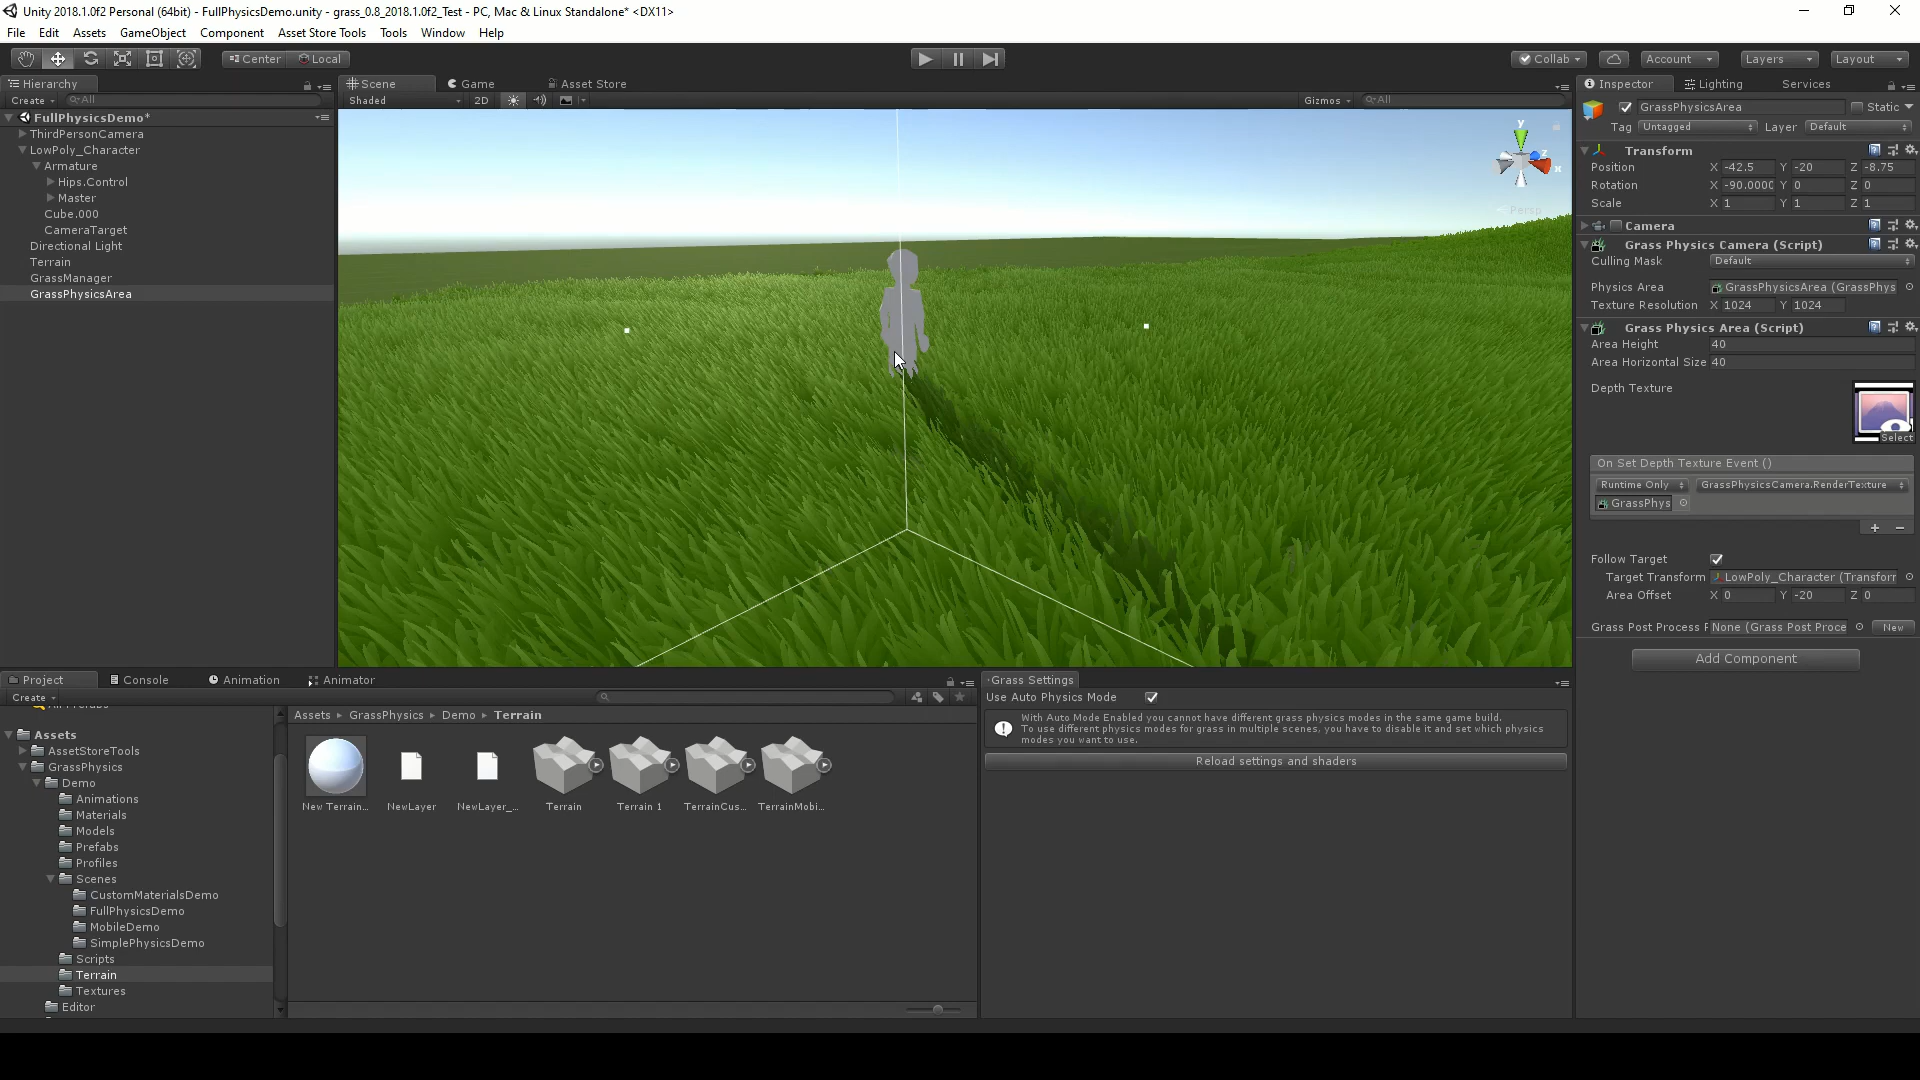 Unity 2018.1.0f2 Personal (64bit) - FullPhysicsDemo.unity - grass_0.8_2018.1.0f2_Test - PC, Mac & Linux Standalone* <DX11>
File Edit Assets GameObject Component Asset Store Tools Tools Window Help
Center Local Collab Account Layers Layout
Hierarchy
Create All
FullPhysicsDemo*
ThirdPersonCamera
LowPoly_Character
Armature
Hips.Control
Master
Cube.000
CameraTarget
Directional Light
Terrain
GrassManager
GrassPhysicsArea
Scene Game Asset Store
Shaded 2D Gizmos All
y
z
x
Persp
Inspector Lighting Services
GrassPhysicsArea Static
Tag Untagged Layer Default
Transform
Position X -42.5 Y -20 Z -8.75
Rotation X -90.000C Y 0 Z 0
Scale X 1 Y 1 Z 1
Camera
Grass Physics Camera (Script)
Culling Mask Default
Physics Area GrassPhysicsArea (GrassPhys
Texture Resolution X 1024 Y 1024
Grass Physics Area (Script)
Area Height 40
Area Horizontal Size 40
Depth Texture
Select
On Set Depth Texture Event ()
Runtime Only GrassPhysicsCamera.RenderTexture
GrassPhys
+ −
Follow Target
Target Transform LowPoly_Character (Transforr
Area Offset X 0 Y -20 Z 0
Grass Post Process F None (Grass Post Proce New
Add Component
Project Console Animation Animator
Create
Assets
AssetStoreTools
GrassPhysics
Demo
Animations
Materials
Models
Prefabs
Profiles
Scenes
CustomMaterialsDemo
FullPhysicsDemo
MobileDemo
SimplePhysicsDemo
Scripts
Terrain
Textures
Editor
Assets GrassPhysics Demo Terrain
New Terrain... NewLayer NewLayer_... Terrain Terrain 1 TerrainCus... TerrainMobi...
Grass Settings
Use Auto Physics Mode
With Auto Mode Enabled you cannot have different grass physics modes in the same game build.
To use different physics modes for grass in multiple scenes, you have to disable it and set which physics
modes you want to use.
Reload settings and shaders